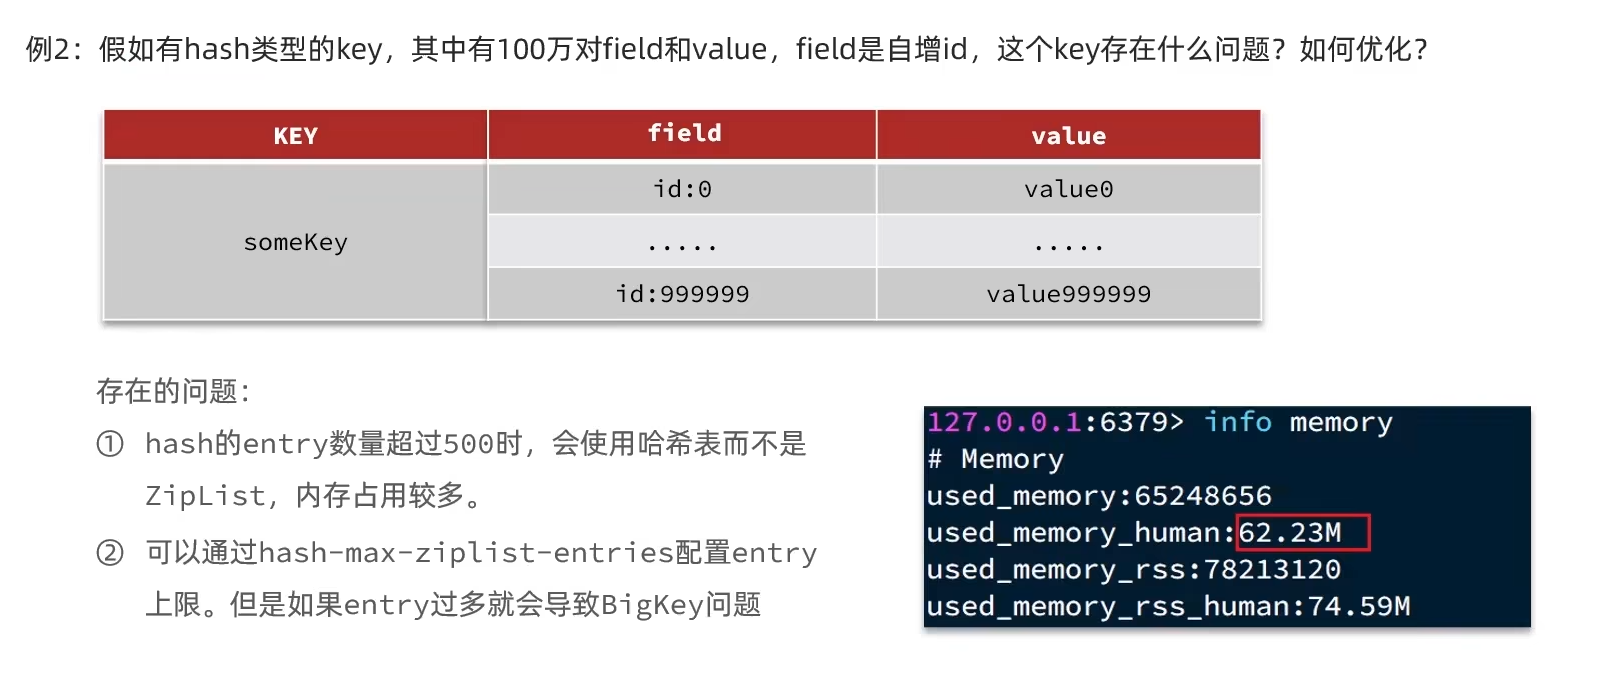 例2：假如有hash类型的key，其中有100万对field和value，field是自增id，这个key存在什么问题？如何优化？
KEY field value
someKey
id:0 value0
..... .....
id:999999 value999999
存在的问题：
① hash的entry数量超过500时，会使用哈希表而不是
ZipList，内存占用较多。
② 可以通过hash-max-ziplist-entries配置entry
上限。但是如果entry过多就会导致BigKey问题
127.0.0.1:6379> info memory
# Memory
used_memory:65248656
used_memory_human:62.23M
used_memory_rss:78213120
used_memory_rss_human:74.59M